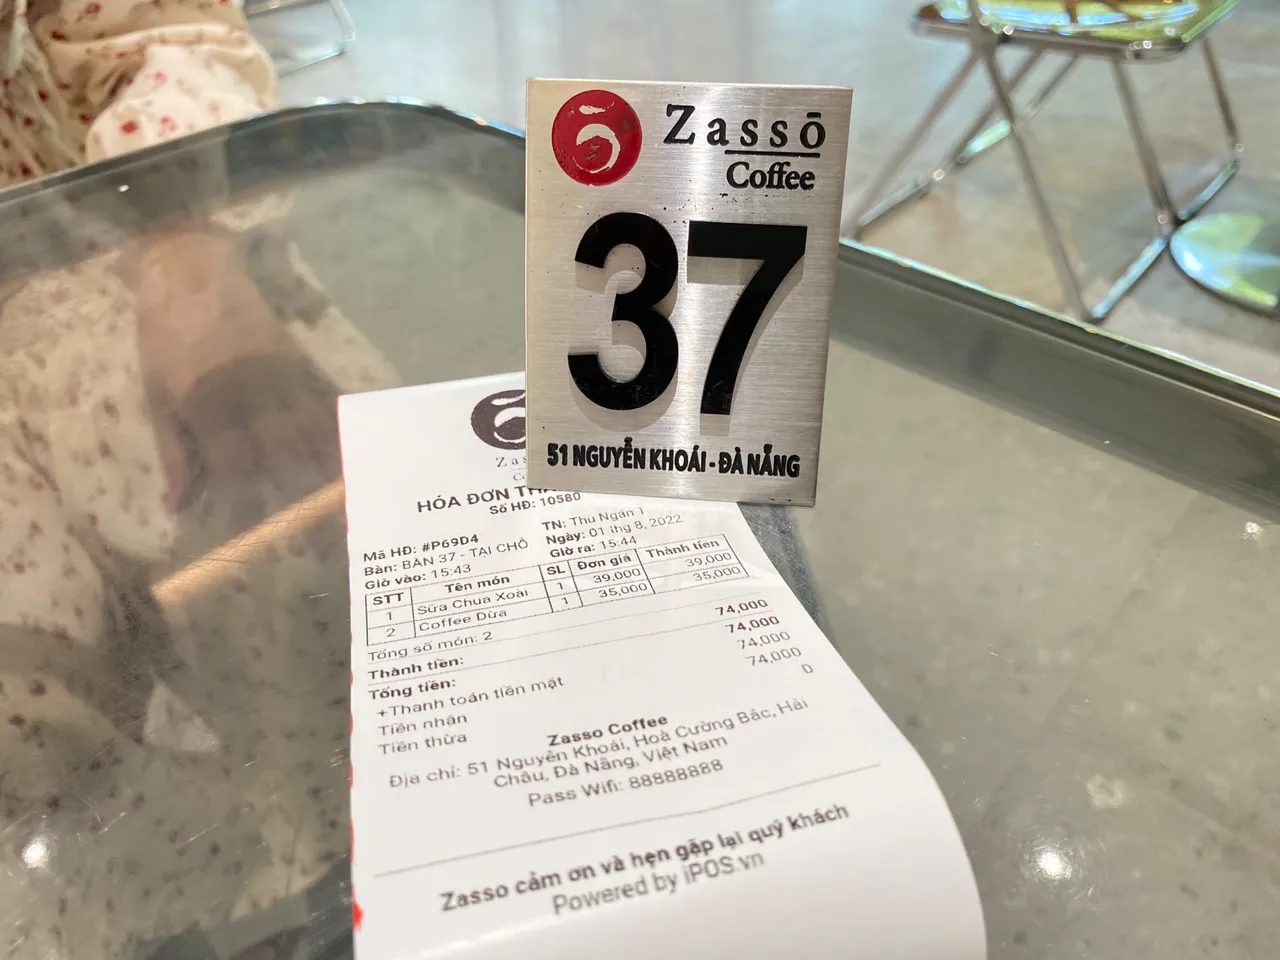 Zassō
Coffee
37
51 NGUYỄN KHOÁI - ĐÀ NẴNG
HÓA ĐƠN
Số HĐ: 10580
Mã HĐ: #P69D4
TN: Thu Ngân 1
Bàn: BÀN 37 - TẠI CHỖ
Ngày: 01 thg 8, 2022
Giờ vào: 15:43
Giờ ra: 15:44
STT Tên món SL Đơn giá Thành tiền
1 Sữa Chua Xoài 1 39,000 39,000
2 Coffee Dừa 1 35,000 35,000
Tổng số món: 2
Thành tiền: 74,000
Tổng tiền: 74,000
+Thanh toán tiền mặt 74,000
Tiền nhận 74,000
Tiền thừa 0
Zasso Coffee
Địa chỉ: 51 Nguyễn Khoái, Hoà Cường Bắc, Hải
Châu, Đà Nẵng, Việt Nam
Pass Wifi: 88888888
Zasso cảm ơn và hẹn gặp lại quý khách
Powered by iPOS.vn